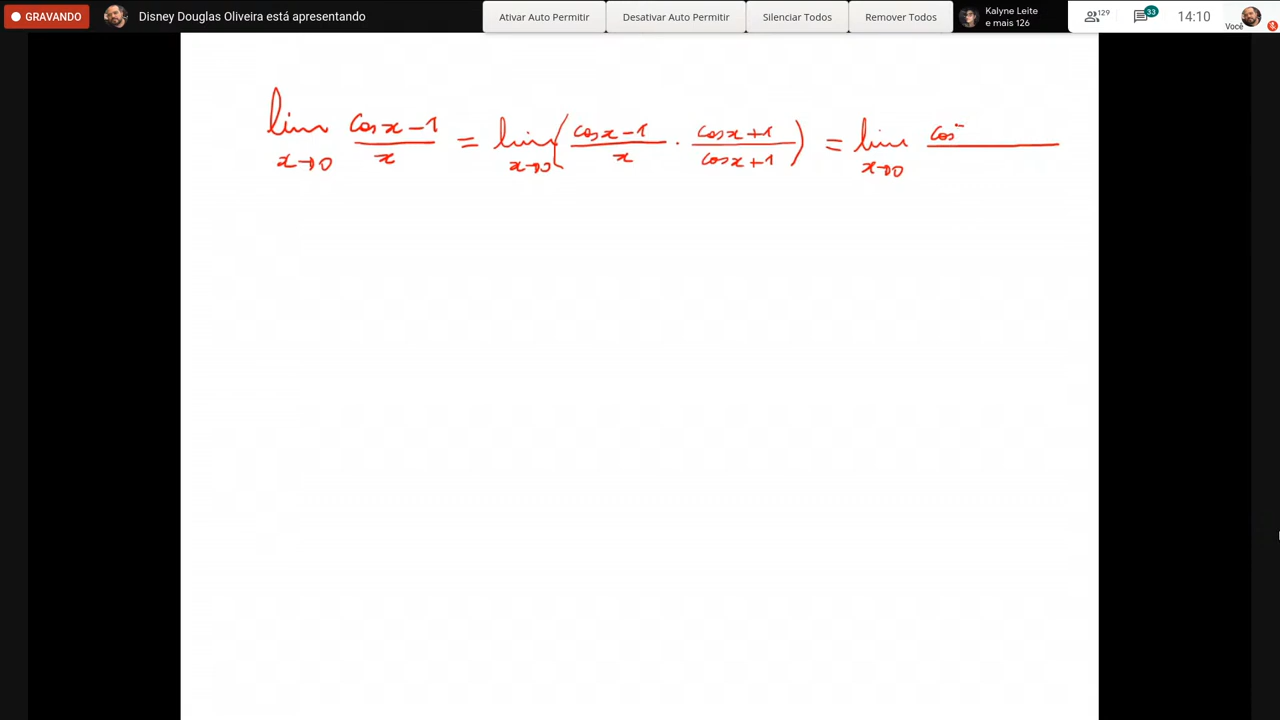 GRAVANDO Disney Douglas Oliveira está apresentando Ativar Auto Permitir Desativar Auto Permitir Silenciar Todos Remover Todos Kalyne Leite e mais 126 129 33 14:10 Você
lim x→0 (cos x − 1)/x = lim x→0 ((cos x − 1)/x · (cos x + 1)/(cos x + 1)) = lim x→0 cos